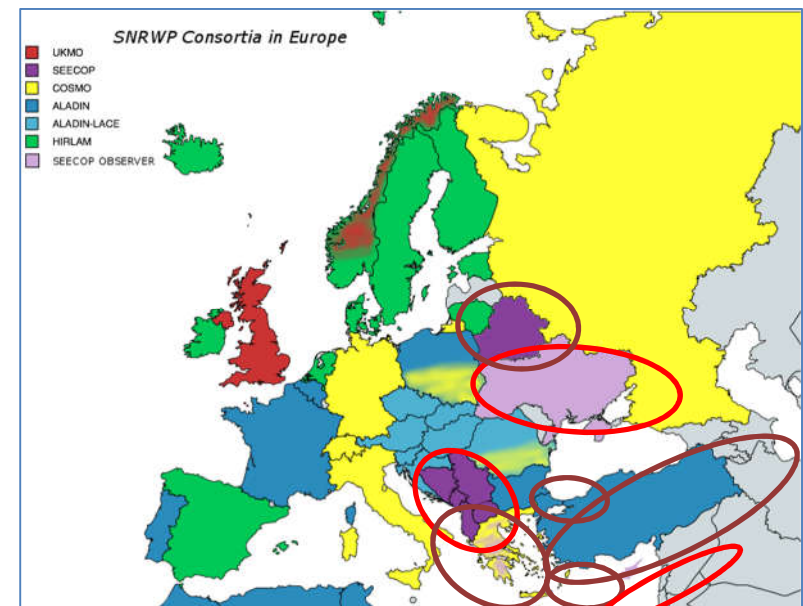 SNRWP Consortia in Europe
UKMO
SEECOP
COSMO
ALADIN
ALADIN-LACE
HIRLAM
SEECOP OBSERVER